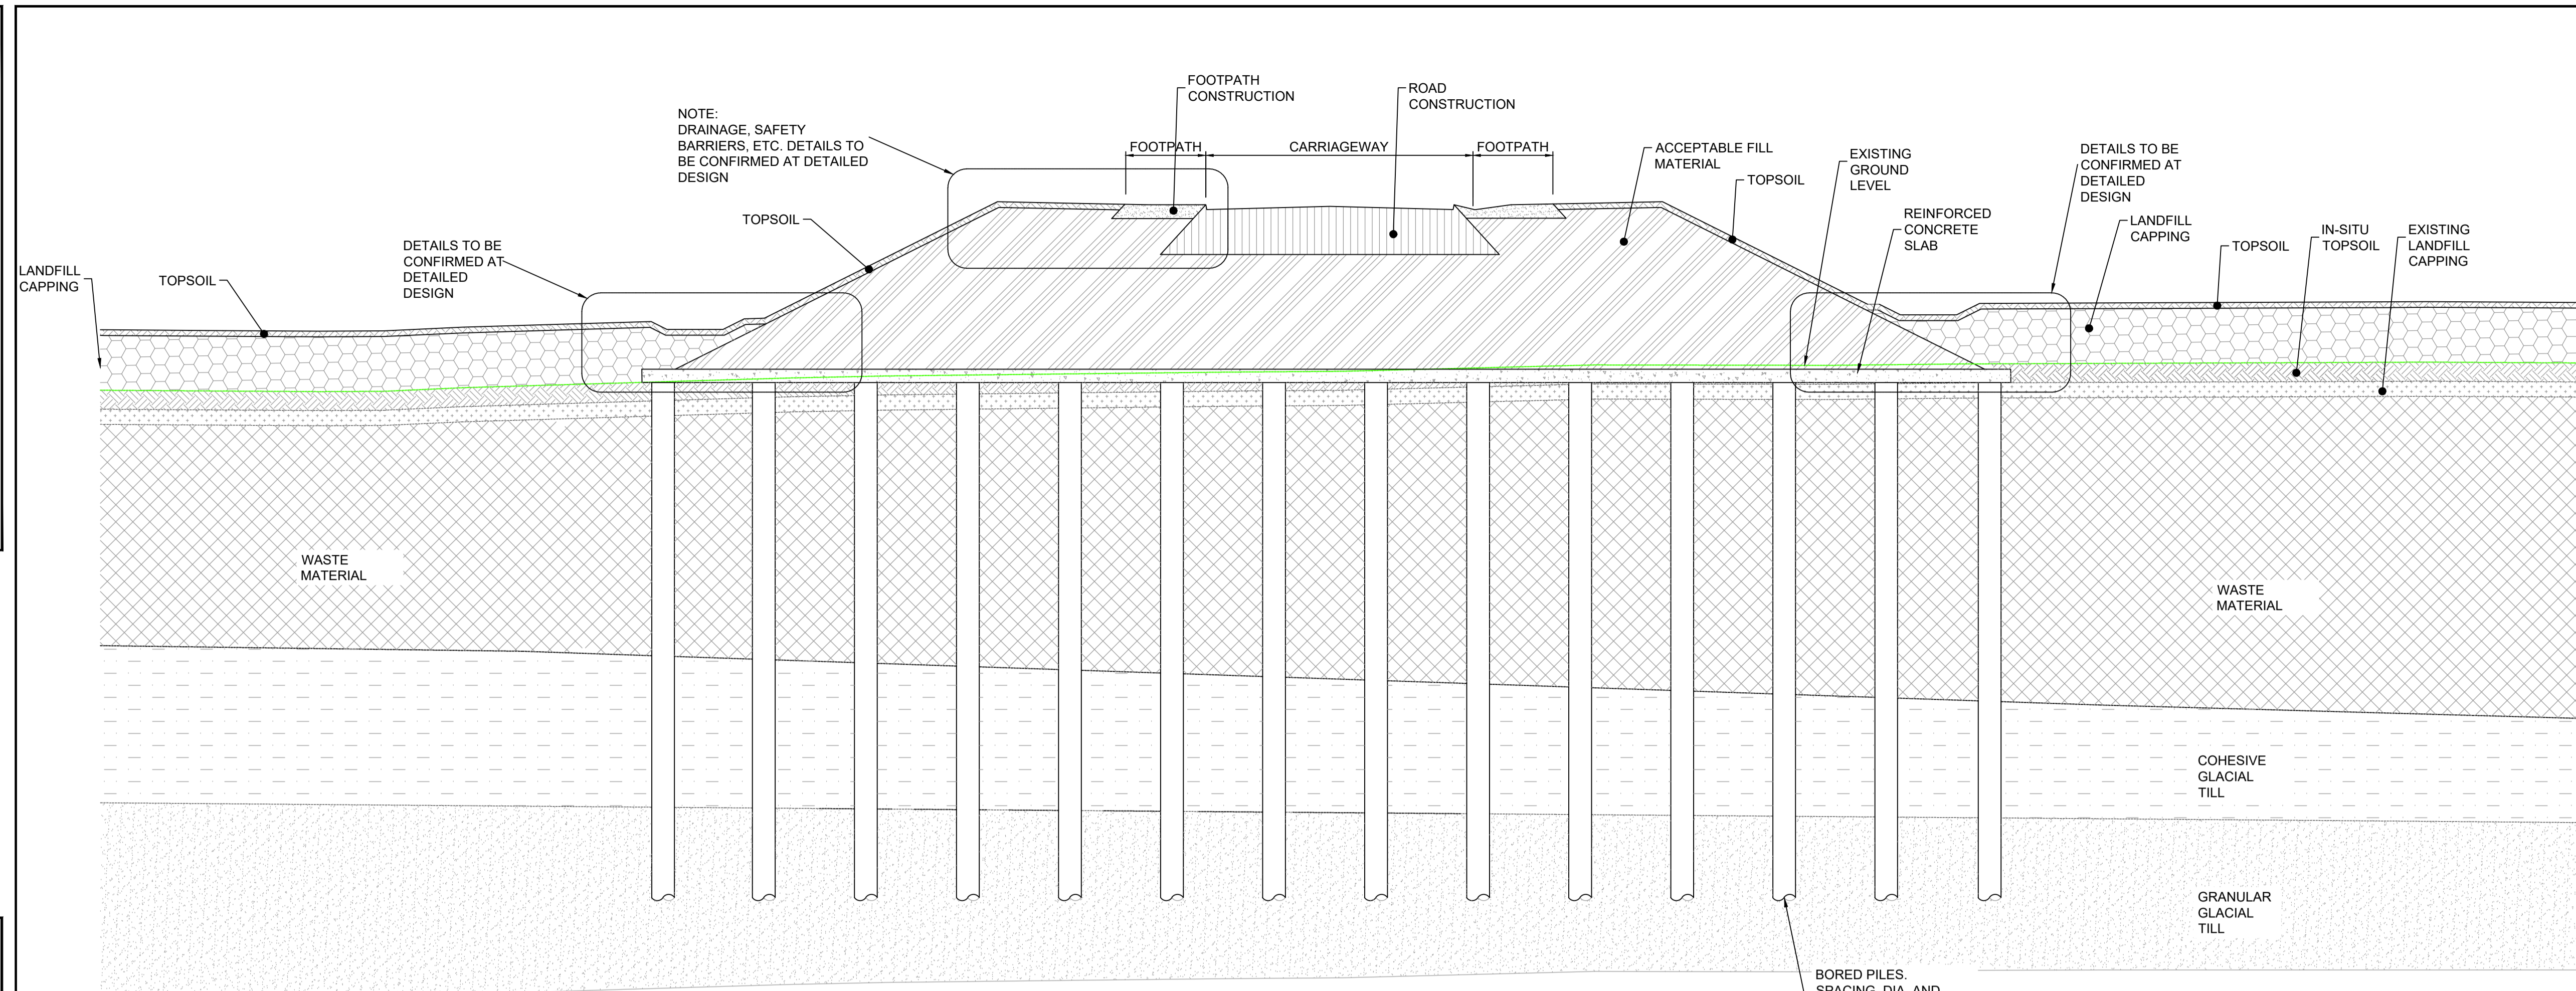 FOOTPATH
CONSTRUCTION
ROAD
CONSTRUCTION
NOTE:
DRAINAGE, SAFETY
BARRIERS, ETC. DETAILS TO
BE CONFIRMED AT DETAILED
DESIGN
FOOTPATH
CARRIAGEWAY
FOOTPATH
ACCEPTABLE FILL
MATERIAL
EXISTING
GROUND
LEVEL
DETAILS TO BE
CONFIRMED AT
DETAILED
DESIGN
TOPSOIL
TOPSOIL
REINFORCED
CONCRETE
SLAB
LANDFILL
CAPPING
IN-SITU
TOPSOIL
EXISTING
LANDFILL
CAPPING
TOPSOIL
DETAILS TO BE
CONFIRMED AT
DETAILED
DESIGN
LANDFILL
CAPPING
TOPSOIL
WASTE
MATERIAL
WASTE
MATERIAL
COHESIVE
GLACIAL
TILL
GRANULAR
GLACIAL
TILL
BORED PILES.
SPACING, DIA. AND